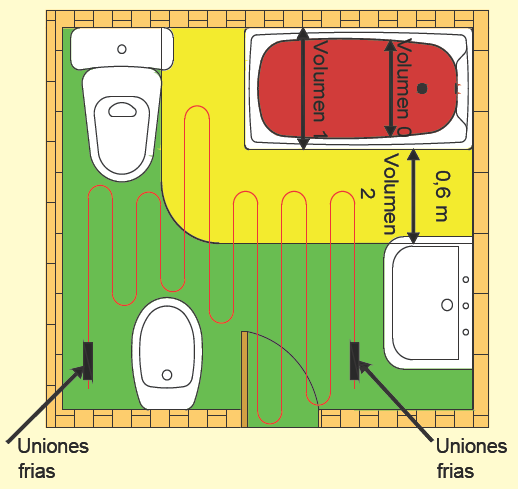 Volumen 1
Volumen 0
Volumen
2
0,6 m
Uniones
frias
Uniones
frias